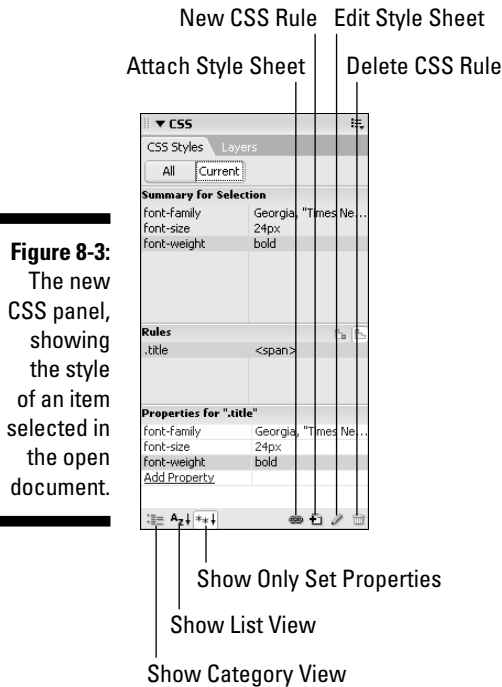 New CSS Rule Edit Style Sheet
Attach Style Sheet Delete CSS Rule
CSS
CSS Styles Layers
All Current
Summary for Selection
font-family Georgia, "Times Ne...
font-size 24px
font-weight bold
Rules
.title <span>
Properties for ".title"
font-family Georgia, "Times Ne...
font-size 24px
font-weight bold
Add Property
Figure 8-3:
The new
CSS panel,
showing
the style
of an item
selected in
the open
document.
Show Only Set Properties
Show List View
Show Category View